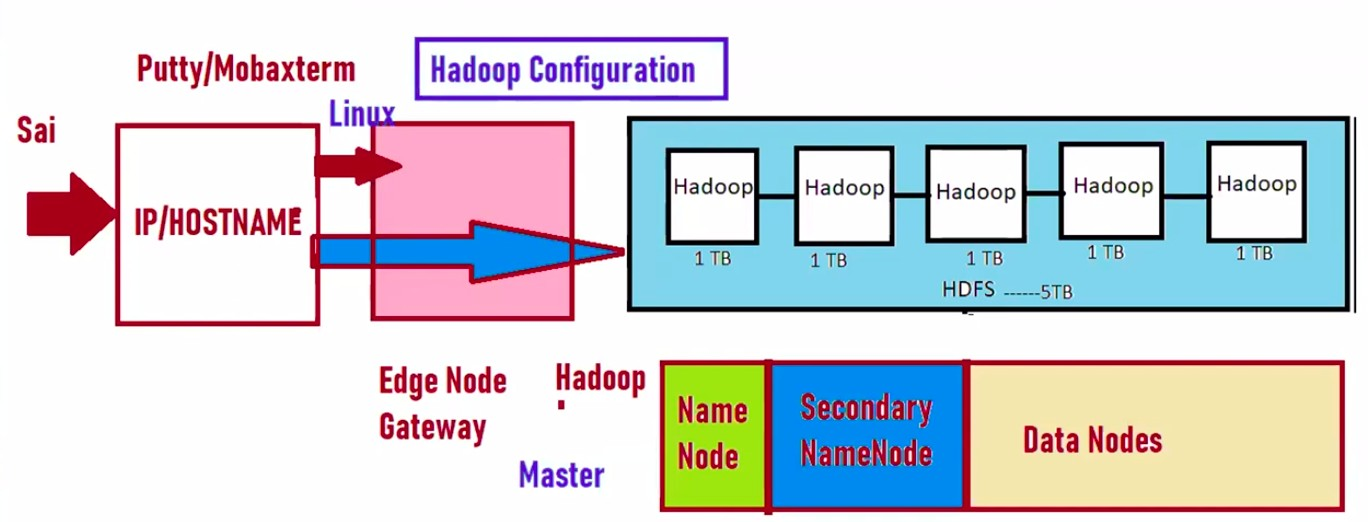 Putty/Mobaxterm
Hadoop Configuration
Linux
Sai
IP/HOSTNAME
Hadoop
Hadoop
Hadoop
Hadoop
Hadoop
1 TB
1 TB
1 TB
1 TB
1 TB
HDFS ------5TB
Edge Node
Gateway
Hadoop
Master
Name
Node
Secondary
NameNode
Data Nodes